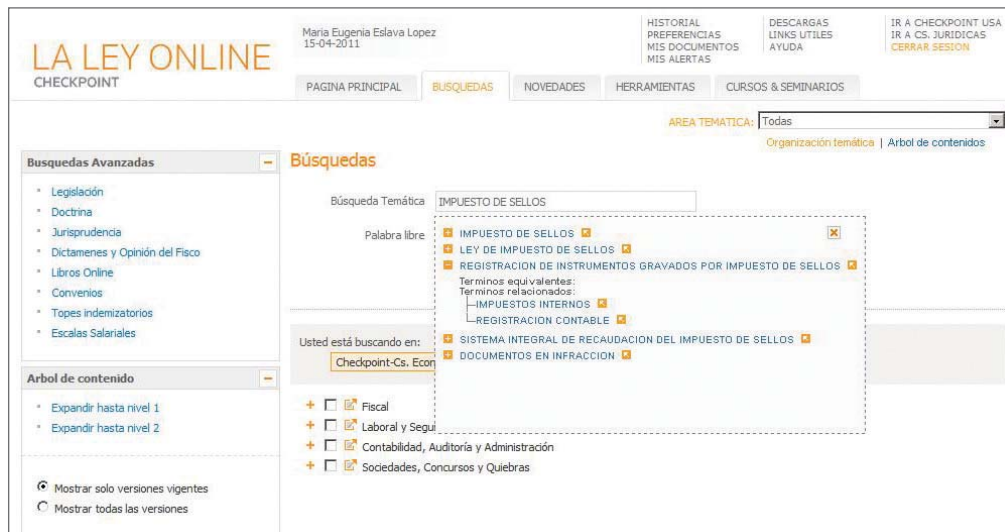 LA LEY ONLINE
CHECKPOINT
Maria Eugenia Eslava Lopez
15-04-2011
HISTORIAL
PREFERENCIAS
MIS DOCUMENTOS
MIS ALERTAS
DESCARGAS
LINKS UTILES
AYUDA
IR A CHECKPOINT USA
IR A CS. JURIDICAS
CERRAR SESION
PAGINA PRINCIPAL
BUSQUEDAS
NOVEDADES
HERRAMIENTAS
CURSOS & SEMINARIOS
AREA TEMATICA: Todas
Organización temática | Arbol de contenidos
Busquedas Avanzadas
Legislación
Doctrina
Jurisprudencia
Dictamenes y Opinión del Fisco
Libros Online
Convenios
Topes indemizatorios
Escalas Salariales
Arbol de contenido
Expandir hasta nivel 1
Expandir hasta nivel 2
Mostrar solo versiones vigentes
Mostrar todas las versiones
Búsquedas
Búsqueda Temática IMPUESTO DE SELLOS
Palabra libre
IMPUESTO DE SELLOS
LEY DE IMPUESTO DE SELLOS
REGISTRACION DE INSTRUMENTOS GRAVADOS POR IMPUESTO DE SELLOS
Terminos equivalentes:
Terminos relacionados:
IMPUESTOS INTERNOS
REGISTRACION CONTABLE
SISTEMA INTEGRAL DE RECAUDACION DEL IMPUESTO DE SELLOS
DOCUMENTOS EN INFRACCION
Usted está buscando en:
Checkpoint-Cs. Econ
Fiscal
Laboral y Segu
Contabilidad, Auditoría y Administración
Sociedades, Concursos y Quiebras